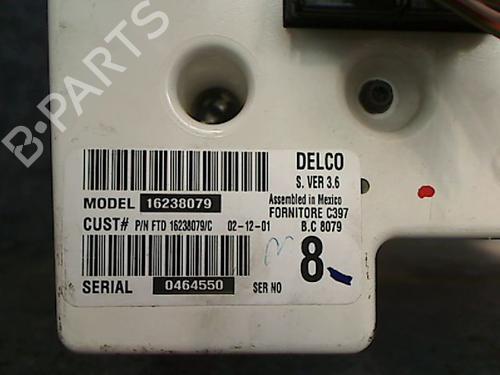 B-PARTS
DELCO
S. VER 3.6
MODEL 16238079
Assembled in Mexico
FORNITORE C397
CUST# P/N FTD 16238079/C 02-12-01 B.C 8079
8
SERIAL 0464550 SER NO